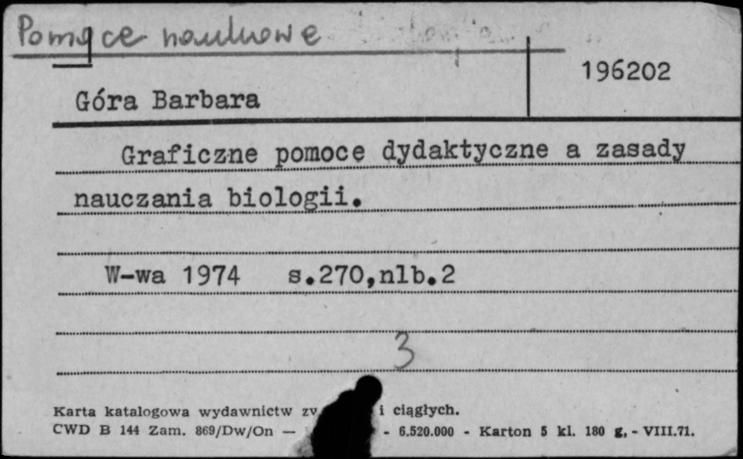 Pomoce naukowe
196202
Góra Barbara
Graficzne pomoce dydaktyczne a zasady
nauczania biologii.
W-wa 1974 s.270,nlb.2
3
Karta katalogowa wydawnictw zv i ciągłych.
CWD B 144 Zam. 869/Dw/On — - 6.520.000 - Karton 5 kl. 180 g. - VIII.71.